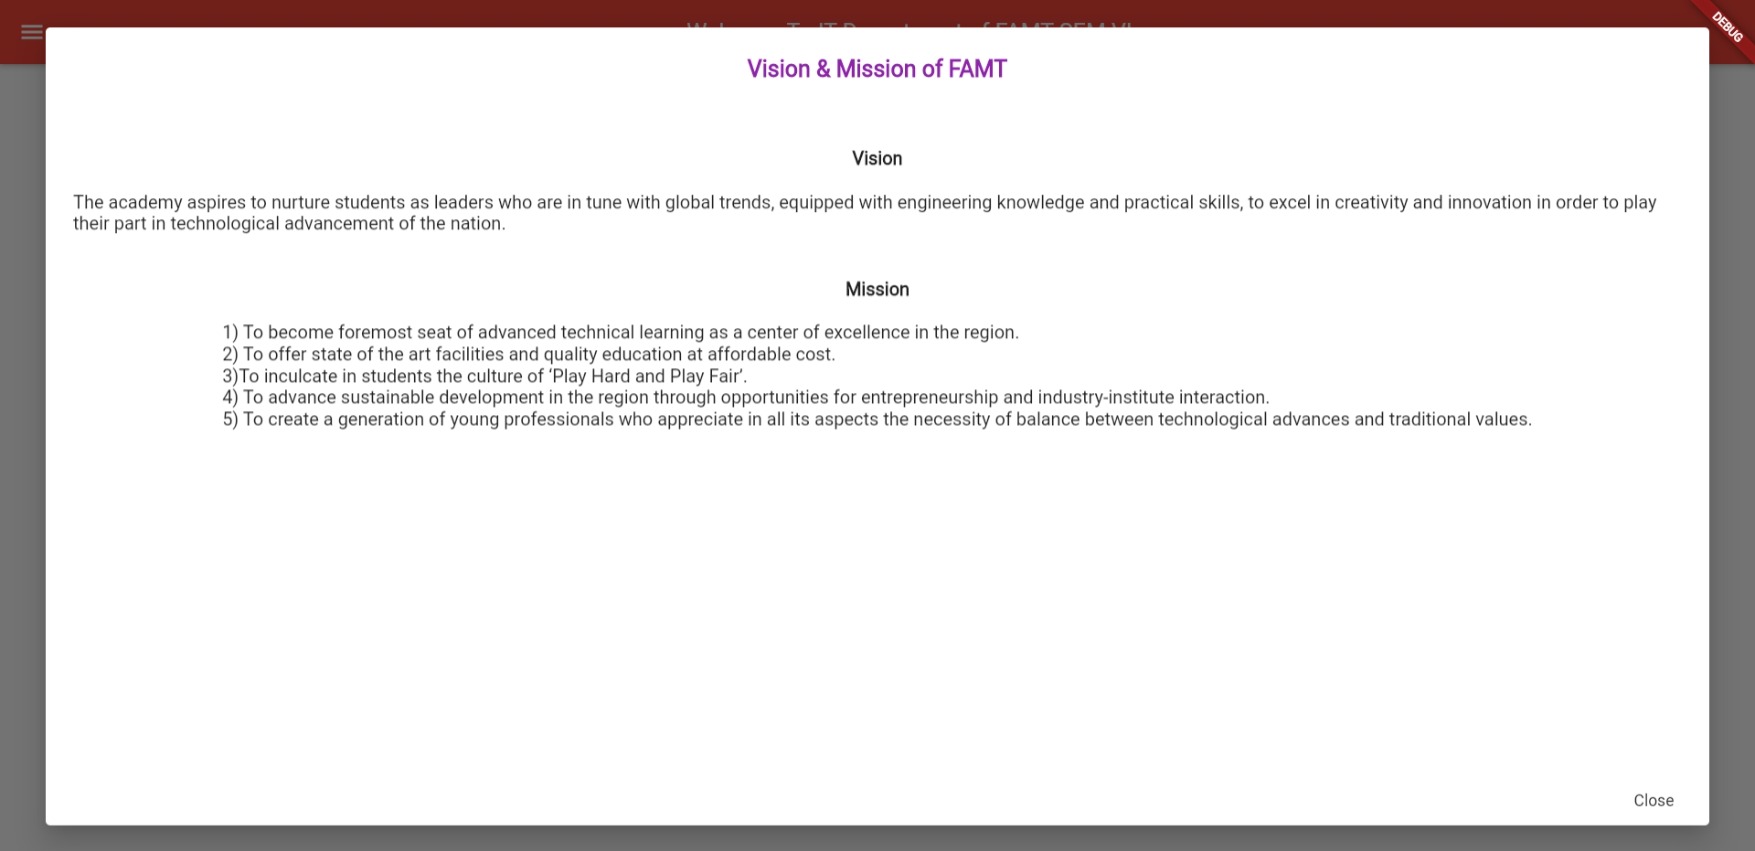 DEBUG
Vision & Mission of FAMT
Vision
The academy aspires to nurture students as leaders who are in tune with global trends, equipped with engineering knowledge and practical skills, to excel in creativity and innovation in order to play
their part in technological advancement of the nation.
Mission
1) To become foremost seat of advanced technical learning as a center of excellence in the region.
2) To offer state of the art facilities and quality education at affordable cost.
3)To inculcate in students the culture of ‘Play Hard and Play Fair’.
4) To advance sustainable development in the region through opportunities for entrepreneurship and industry-institute interaction.
5) To create a generation of young professionals who appreciate in all its aspects the necessity of balance between technological advances and traditional values.
Close